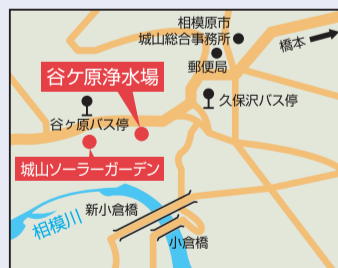 相模原市
城山総合事務所
橋本
郵便局
谷ケ原浄水場
久保沢バス停
谷ヶ原バス停
城山ソーラーガーデン
新小倉橋
相模川
小倉橋